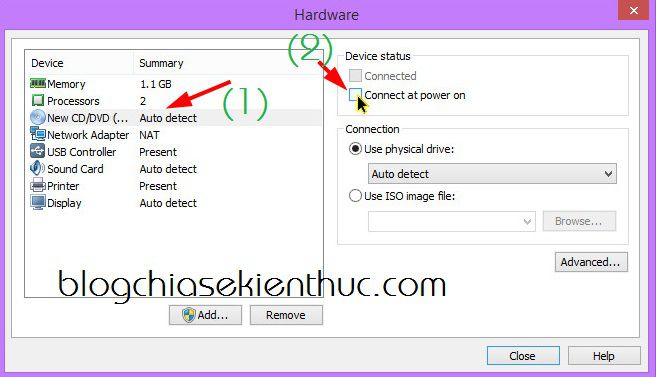 Hardware
Device Summary
Memory 1.1 GB
Processors 2
New CD/DVD (... Auto detect
Network Adapter NAT
USB Controller Present
Sound Card Auto detect
Printer Present
Display Auto detect
(1)
(2)
Device status
Connected
Connect at power on
Connection
Use physical drive:
Auto detect
Use ISO image file:
Browse...
Advanced...
blogchiasekienthuc.com
Add... Remove
Close Help